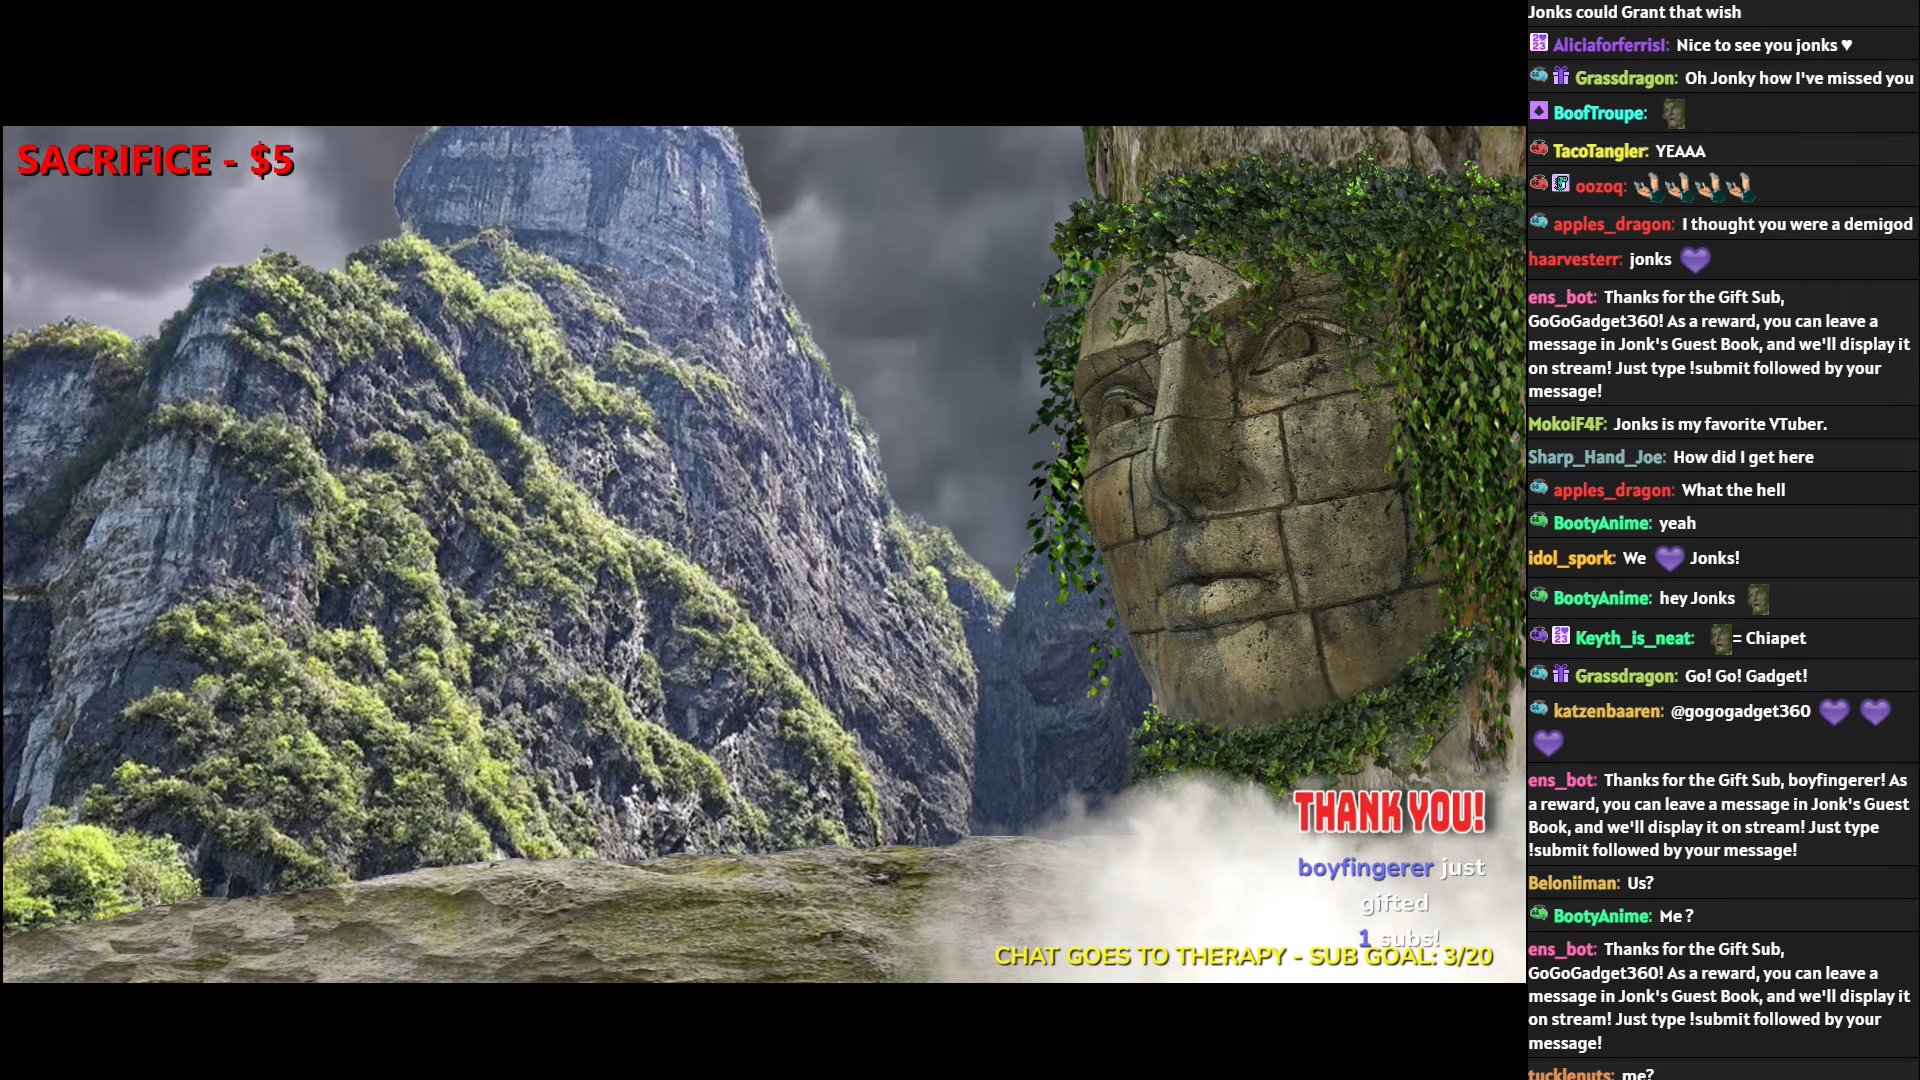 SACRIFICE - $5
THANK YOU!
boyfingerer just
gifted
1 subs!
CHAT GOES TO THERAPY - SUB GOAL: 3/20
Jonks could Grant that wish
Aliciaforferris1: Nice to see you jonks ♥
Grassdragon: Oh Jonky how I've missed you
BoofTroupe:
TacoTangler: YEAAA
oozoq:
apples_dragon: I thought you were a demigod
haarvesterr: jonks
ens_bot: Thanks for the Gift Sub,
GoGoGadget360! As a reward, you can leave a
message in Jonk's Guest Book, and we'll display it
on stream! Just type !submit followed by your
message!
MokoiF4F: Jonks is my favorite VTuber.
Sharp_Hand_Joe: How did I get here
apples_dragon: What the hell
BootyAnime: yeah
idol_spork: We Jonks!
BootyAnime: hey Jonks
Keyth_is_neat: = Chiapet
Grassdragon: Go! Go! Gadget!
katzenbaaren: @gogogadget360
ens_bot: Thanks for the Gift Sub, boyfingerer! As
a reward, you can leave a message in Jonk's Guest
Book, and we'll display it on stream! Just type
!submit followed by your message!
Beloniiman: Us?
BootyAnime: Me ?
ens_bot: Thanks for the Gift Sub,
GoGoGadget360! As a reward, you can leave a
message in Jonk's Guest Book, and we'll display it
on stream! Just type !submit followed by your
message!
tucklenuts: me?